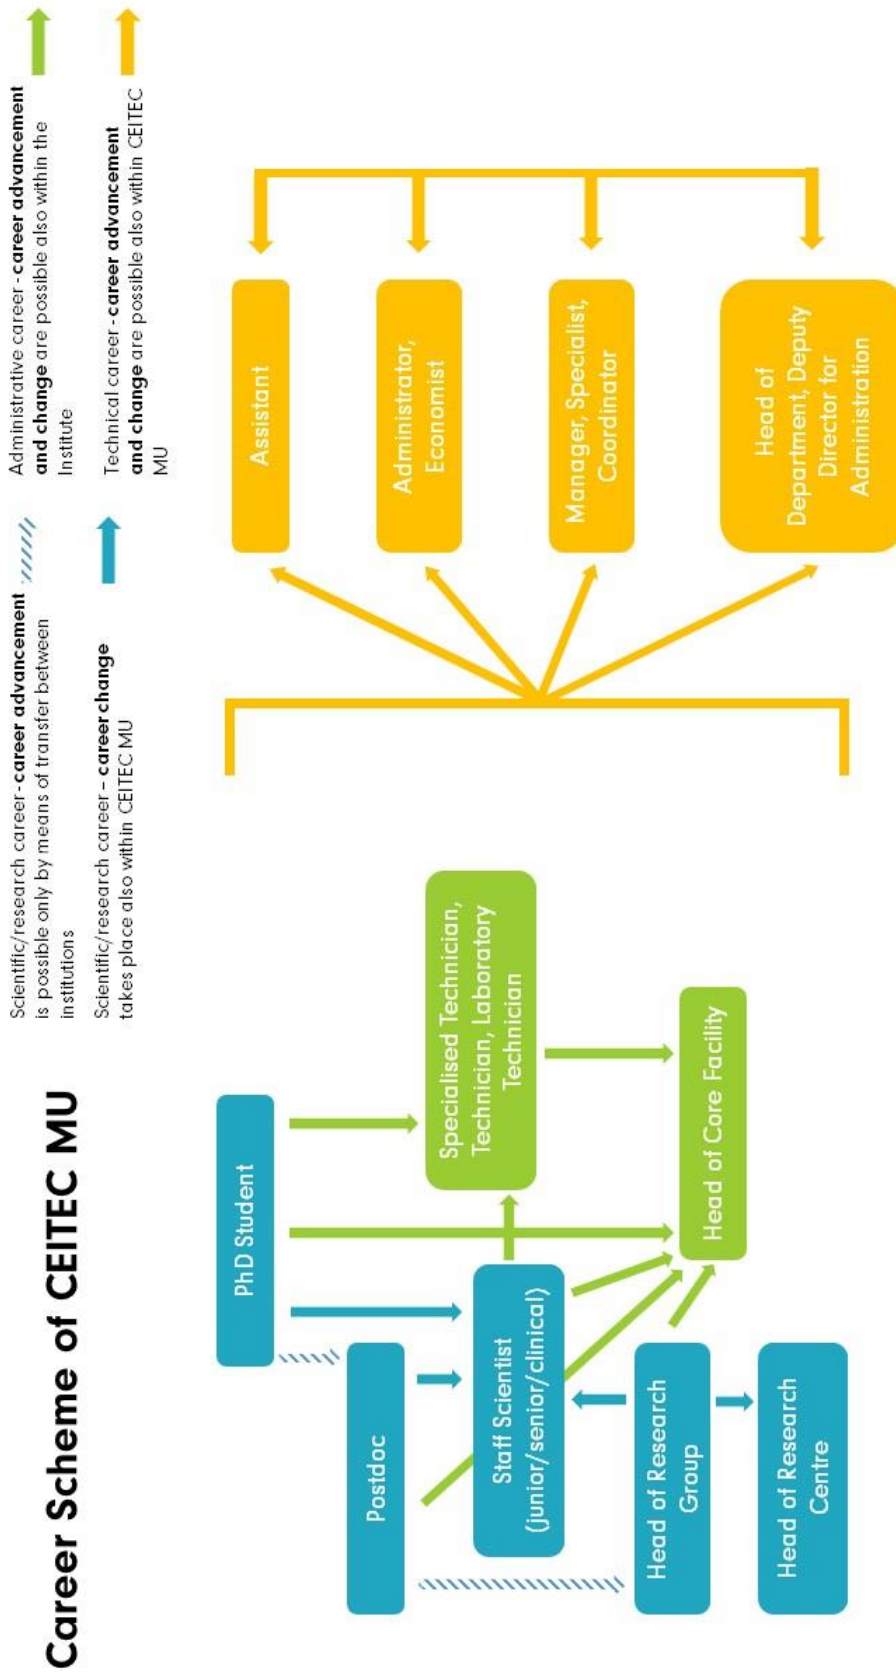 Career Scheme of CEITEC MU
Scientific/research career - career advancement
is possible only by means of transfer between
institutions
Scientific/research career – career change
takes place also within CEITEC MU
Administrative career - career advancement
and change are possible also within the
Institute
Technical career - career advancement
and change are possible also within CEITEC
MU
PhD Student
Postdoc
Staff Scientist
(junior/senior/clinical)
Head of Research
Group
Head of Research
Centre
Specialised Technician,
Technician, Laboratory
Technician
Head of Core Facility
Assistant
Administrator,
Economist
Manager, Specialist,
Coordinator
Head of
Department, Deputy
Director for
Administration